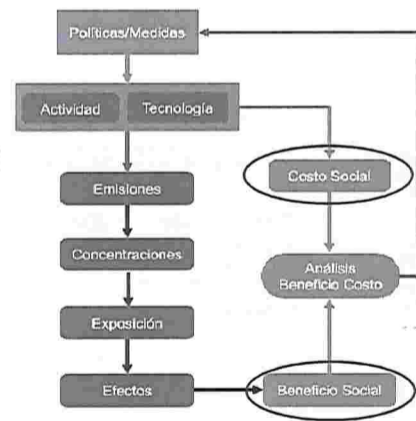 Políticas/Medidas
Actividad
Tecnología
Emisiones
Costo Social
Concentraciones
Análisis
Beneficio Costo
Exposición
Efectos
Beneficio Social